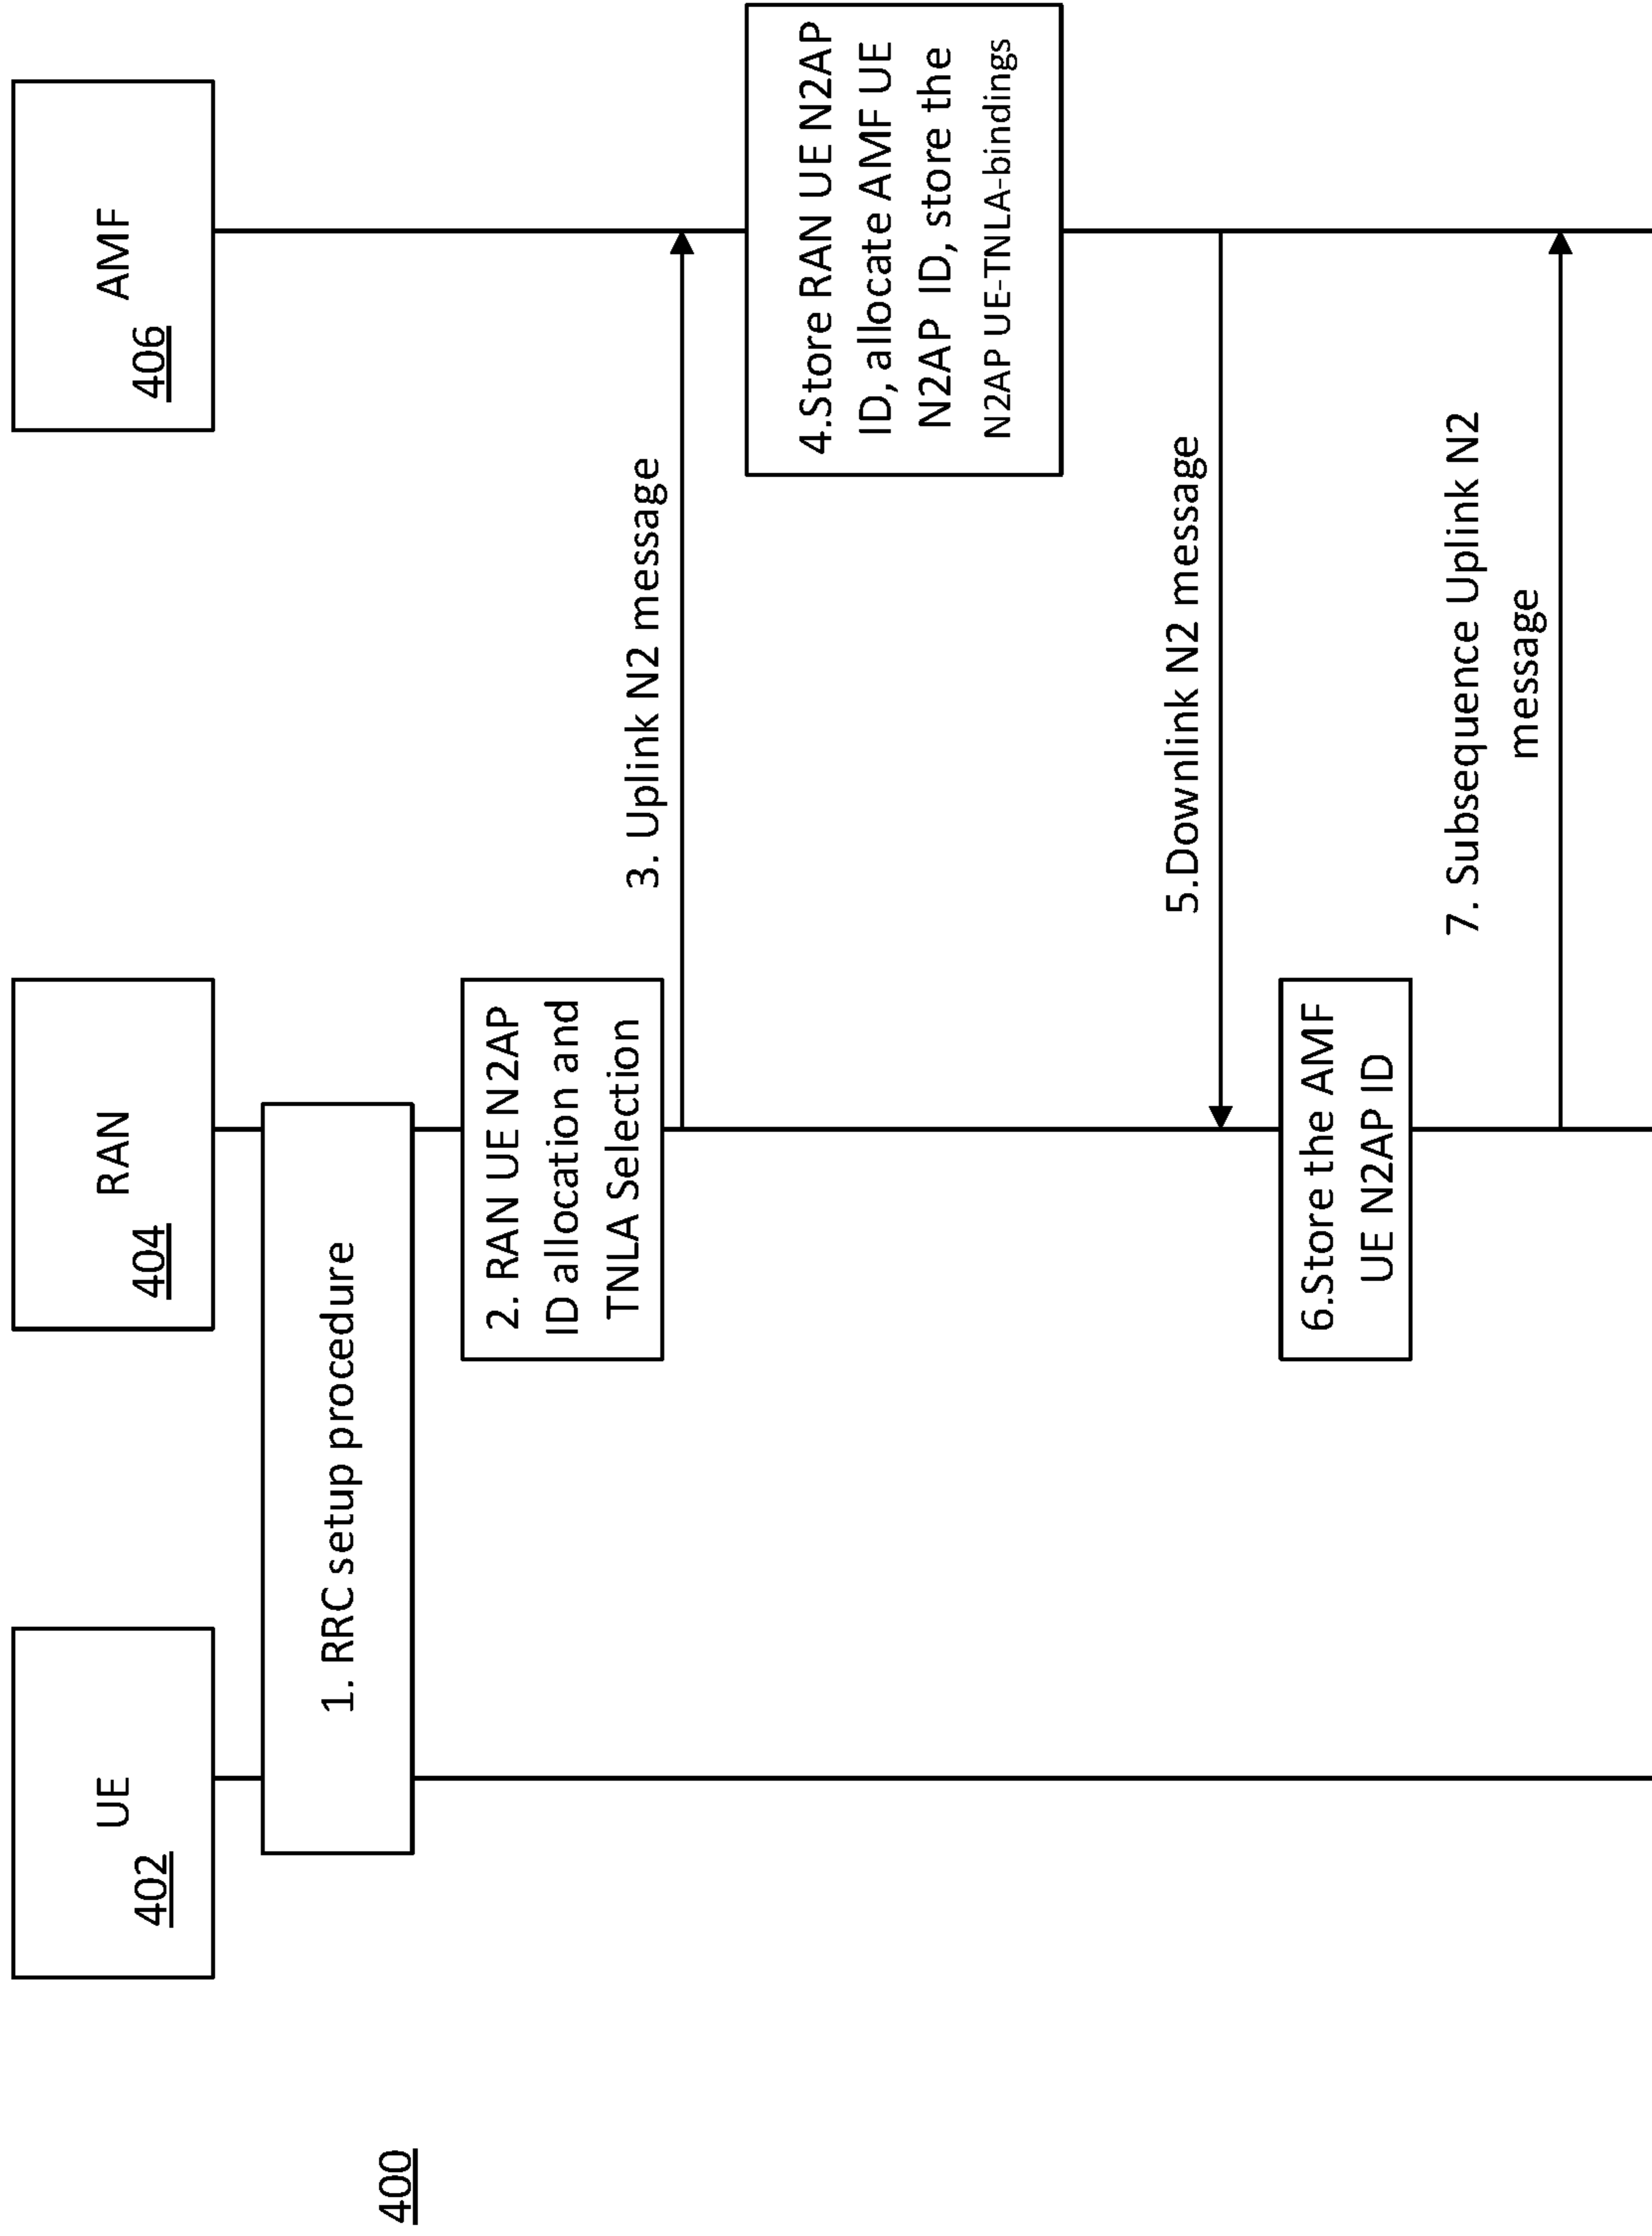 400
UE
402
RAN
404
AMF
406
1. RRC setup procedure
2. RAN UE N2AP
ID allocation and
TNLA Selection
3. Uplink N2 message
4.Store RAN UE N2AP
ID, allocate AMF UE
N2AP ID, store the
N2AP UE-TNLA-bindings
5.Downlink N2 message
6.Store the AMF
UE N2AP ID
7. Subsequence Uplink N2
message